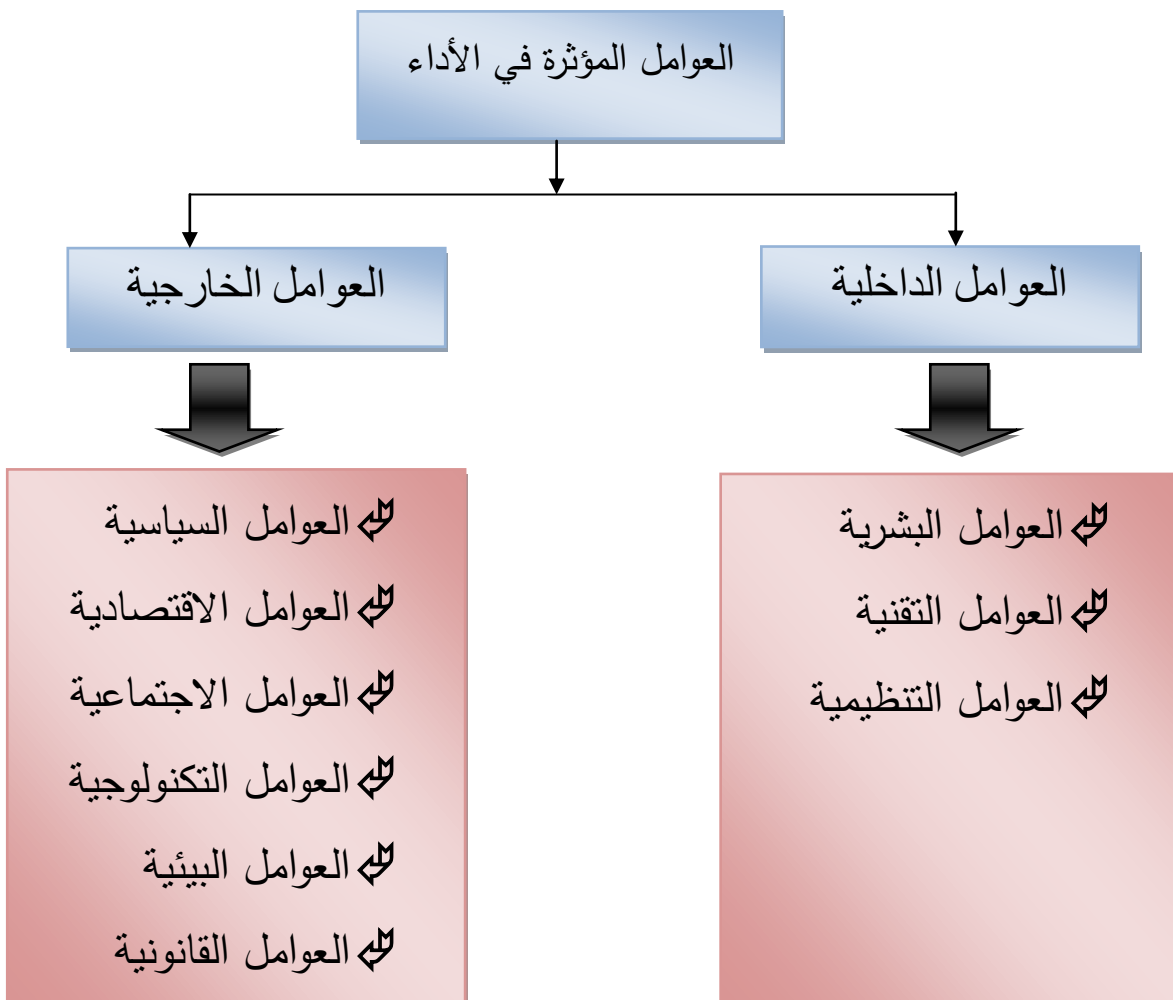 العوامل المؤثرة في الأداء
العوامل الداخلية
العوامل البشرية
العوامل التقنية
العوامل التنظيمية
العوامل الخارجية
العوامل السياسية
العوامل الاقتصادية
العوامل الاجتماعية
العوامل التكنولوجية
العوامل البيئية
العوامل القانونية